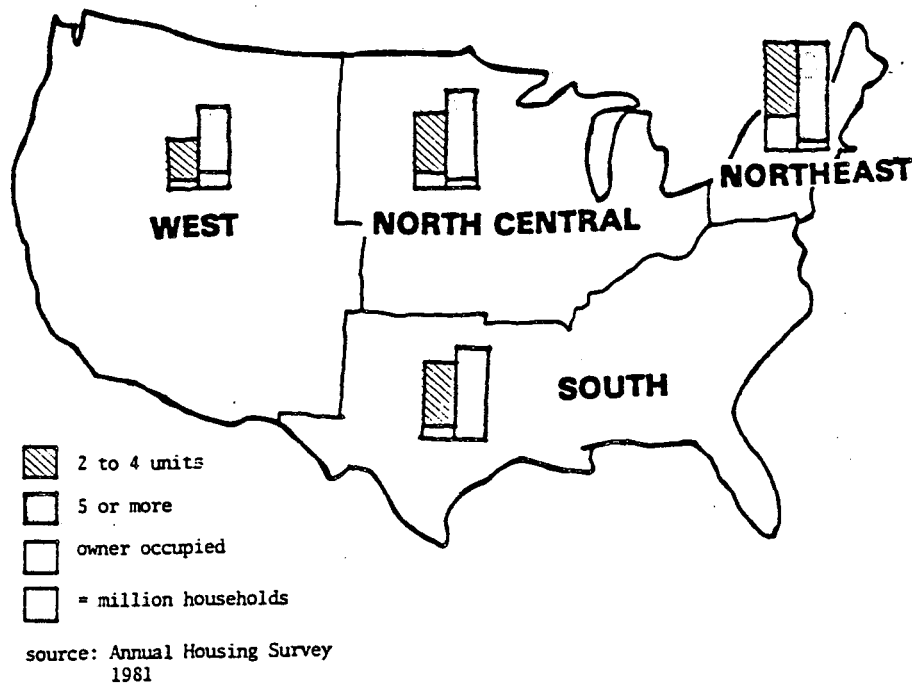 NORTHEAST
WEST
NORTH CENTRAL
SOUTH
2 to 4 units
5 or more
owner occupied
= million households
source: Annual Housing Survey
1981